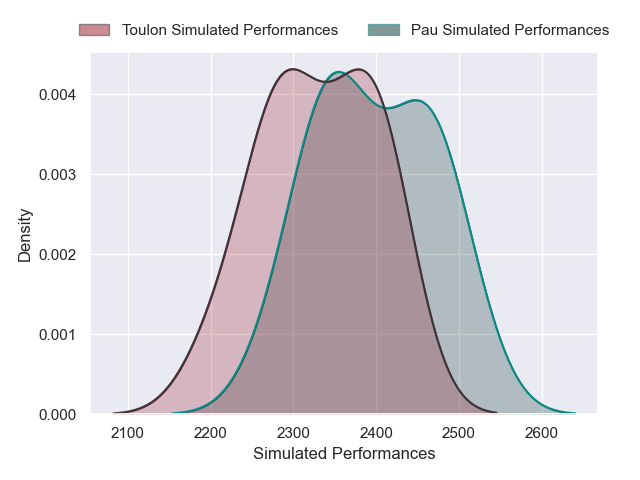 Toulon Simulated Performances Pau Simulated Performances
Density
0.004
0.003
0.002
0.001
0.000
2100 2200 2300 2400 2500 2600
Simulated Performances